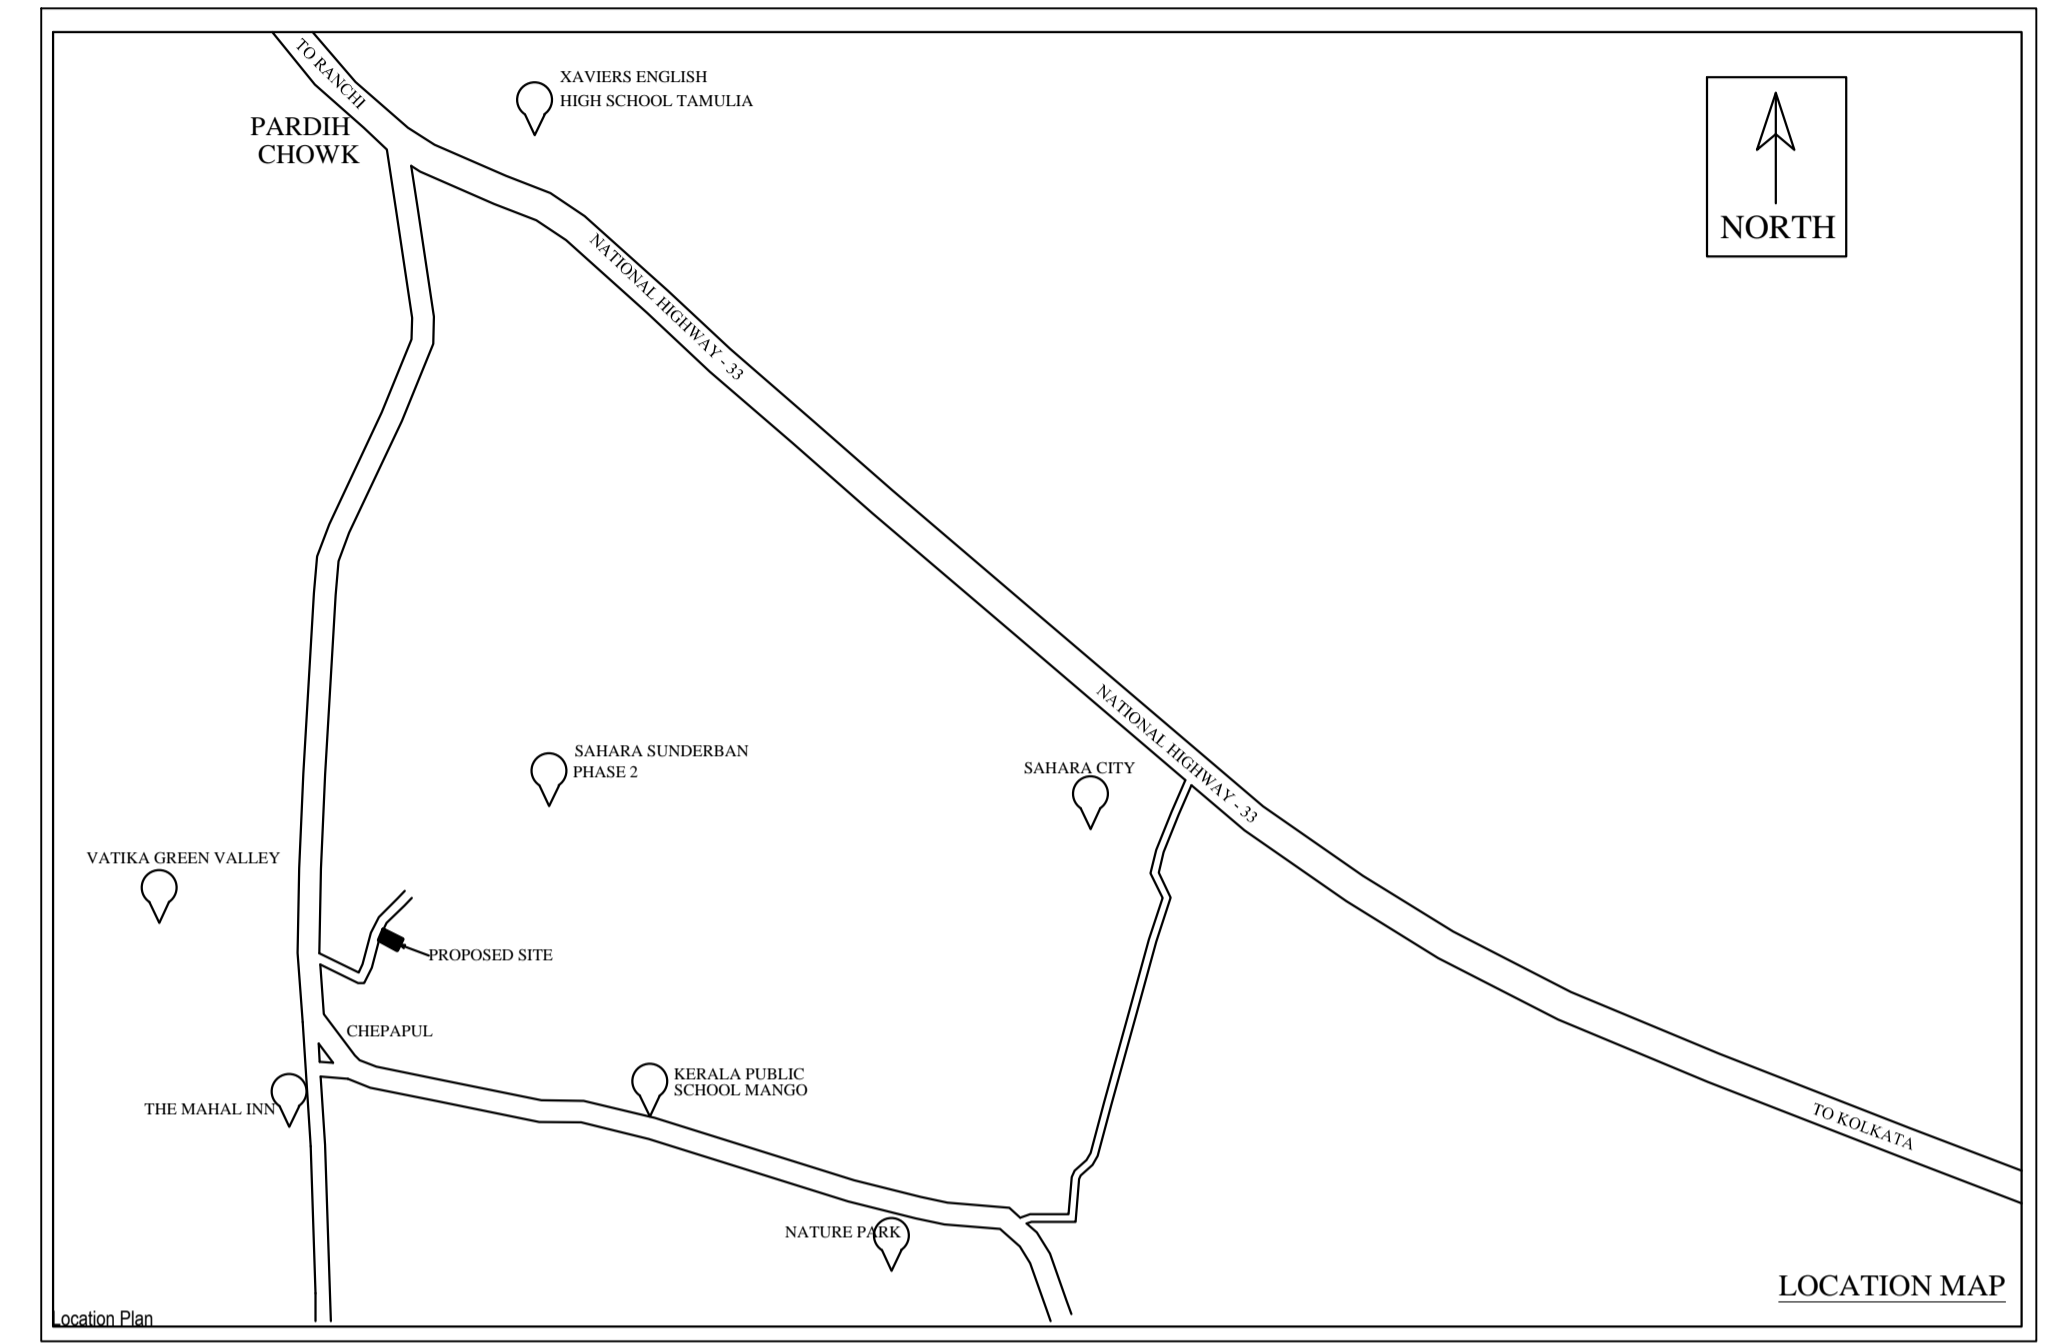 TO RANCHI
XAVIERS ENGLISH
HIGH SCHOOL TAMULIA
PARDIH
CHOWK
NORTH
NATIONAL HIGHWAY - 33
NATIONAL HIGHWAY - 33
SAHARA SUNDERBAN
PHASE 2
SAHARA CITY
VATIKA GREEN VALLEY
PROPOSED SITE
CHEPAPUL
KERALA PUBLIC
SCHOOL MANGO
THE MAHAL INN
TO KOLKATA
NATURE PARK
LOCATION MAP
Location Plan